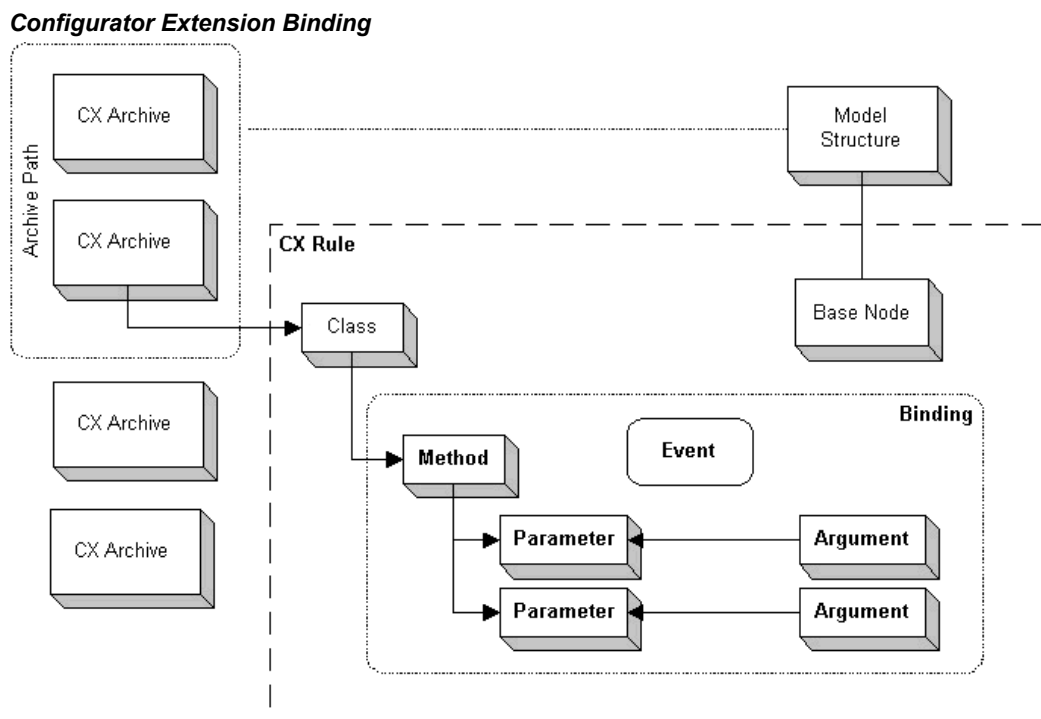 Configurator Extension Binding
Archive Path
CX Archive
CX Archive
CX Archive
CX Archive
Model
Structure
CX Rule
Base Node
Class
Binding
Method
Event
Parameter
Argument
Parameter
Argument